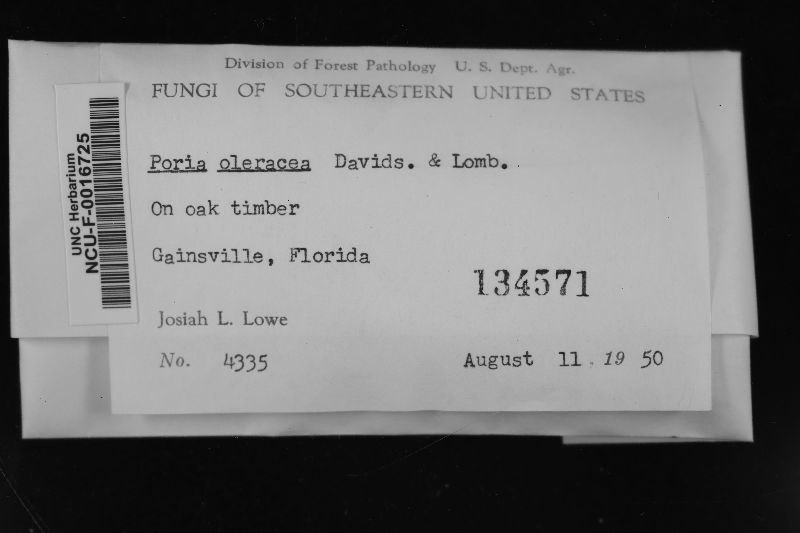 Division of Forest Pathology U. S. Dept. Agr.
FUNGI OF SOUTHEASTERN UNITED STATES
UNC Herbarium
NCU-F-0016725
Poria oleracea Davids. & Lomb.
On oak timber
Gainsville, Florida
134571
Josiah L. Lowe
No. 4335 August 11, 19 50